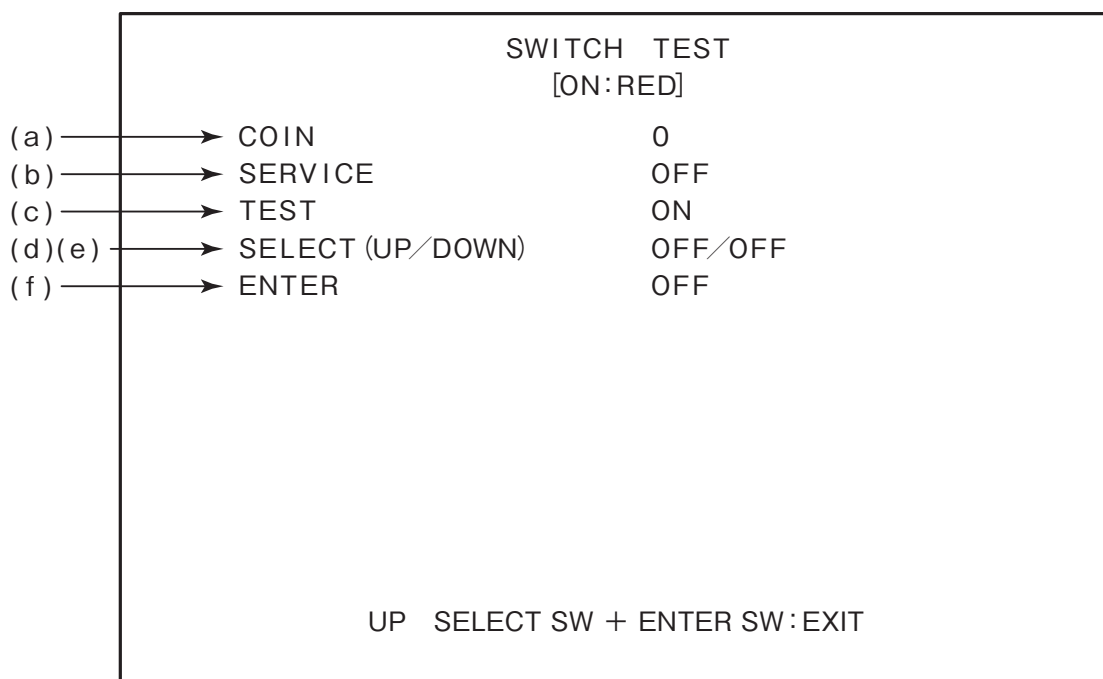 SWITCH TEST
[ON:RED]
(a) COIN 0
(b) SERVICE OFF
(c) TEST ON
(d)(e) SELECT (UP/DOWN) OFF/OFF
(f) ENTER OFF
UP SELECT SW + ENTER SW:EXIT